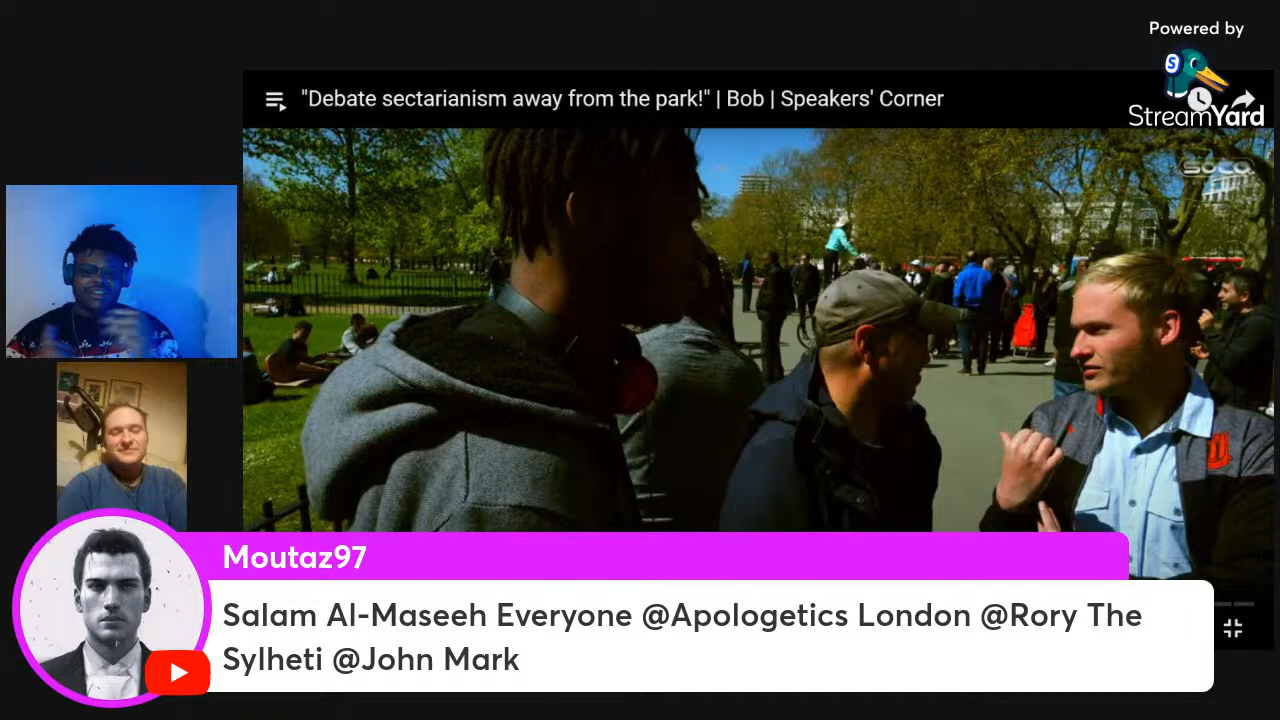 Powered by
StreamYard
"Debate sectarianism away from the park!" | Bob | Speakers' Corner
SOCO
Moutaz97
Salam Al-Maseeh Everyone @Apologetics London @Rory The
Sylheti @John Mark